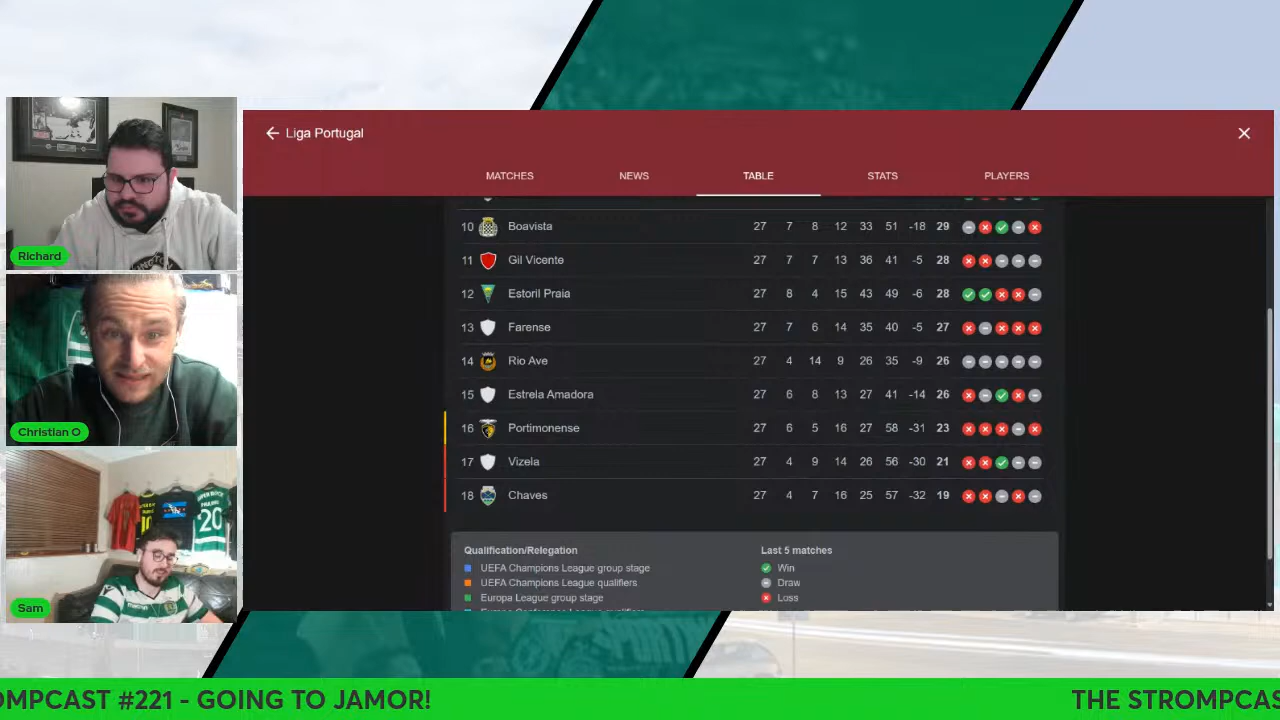 Liga Portugal
MATCHES NEWS TABLE STATS PLAYERS
10 Boavista 27 7 8 12 33 51 -18 29
11 Gil Vicente 27 7 7 13 36 41 -5 28
12 Estoril Praia 27 8 4 15 43 49 -6 28
13 Farense 27 7 6 14 35 40 -5 27
14 Rio Ave 27 4 14 9 26 35 -9 26
15 Estrela Amadora 27 6 8 13 27 41 -14 26
16 Portimonense 27 6 5 16 27 58 -31 23
17 Vizela 27 4 9 14 26 56 -30 21
18 Chaves 27 4 7 16 25 57 -32 19
Qualification/Relegation Last 5 matches
UEFA Champions League group stage Win
UEFA Champions League qualifiers Draw
Europa League group stage Loss
Richard
Christian O
Sam
20
OMPCAST #221 - GOING TO JAMOR! THE STROMPCAS